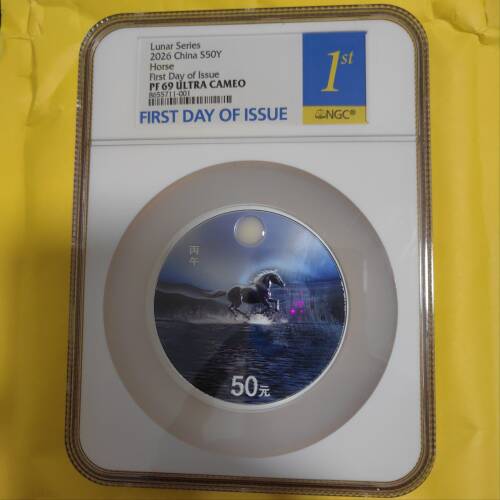 Lunar Series
2026 China S50Y
Horse
First Day of Issue
PF 69 ULTRA CAMEO
8655711-001
FIRST DAY OF ISSUE
1st
NGC®
丙午
50元